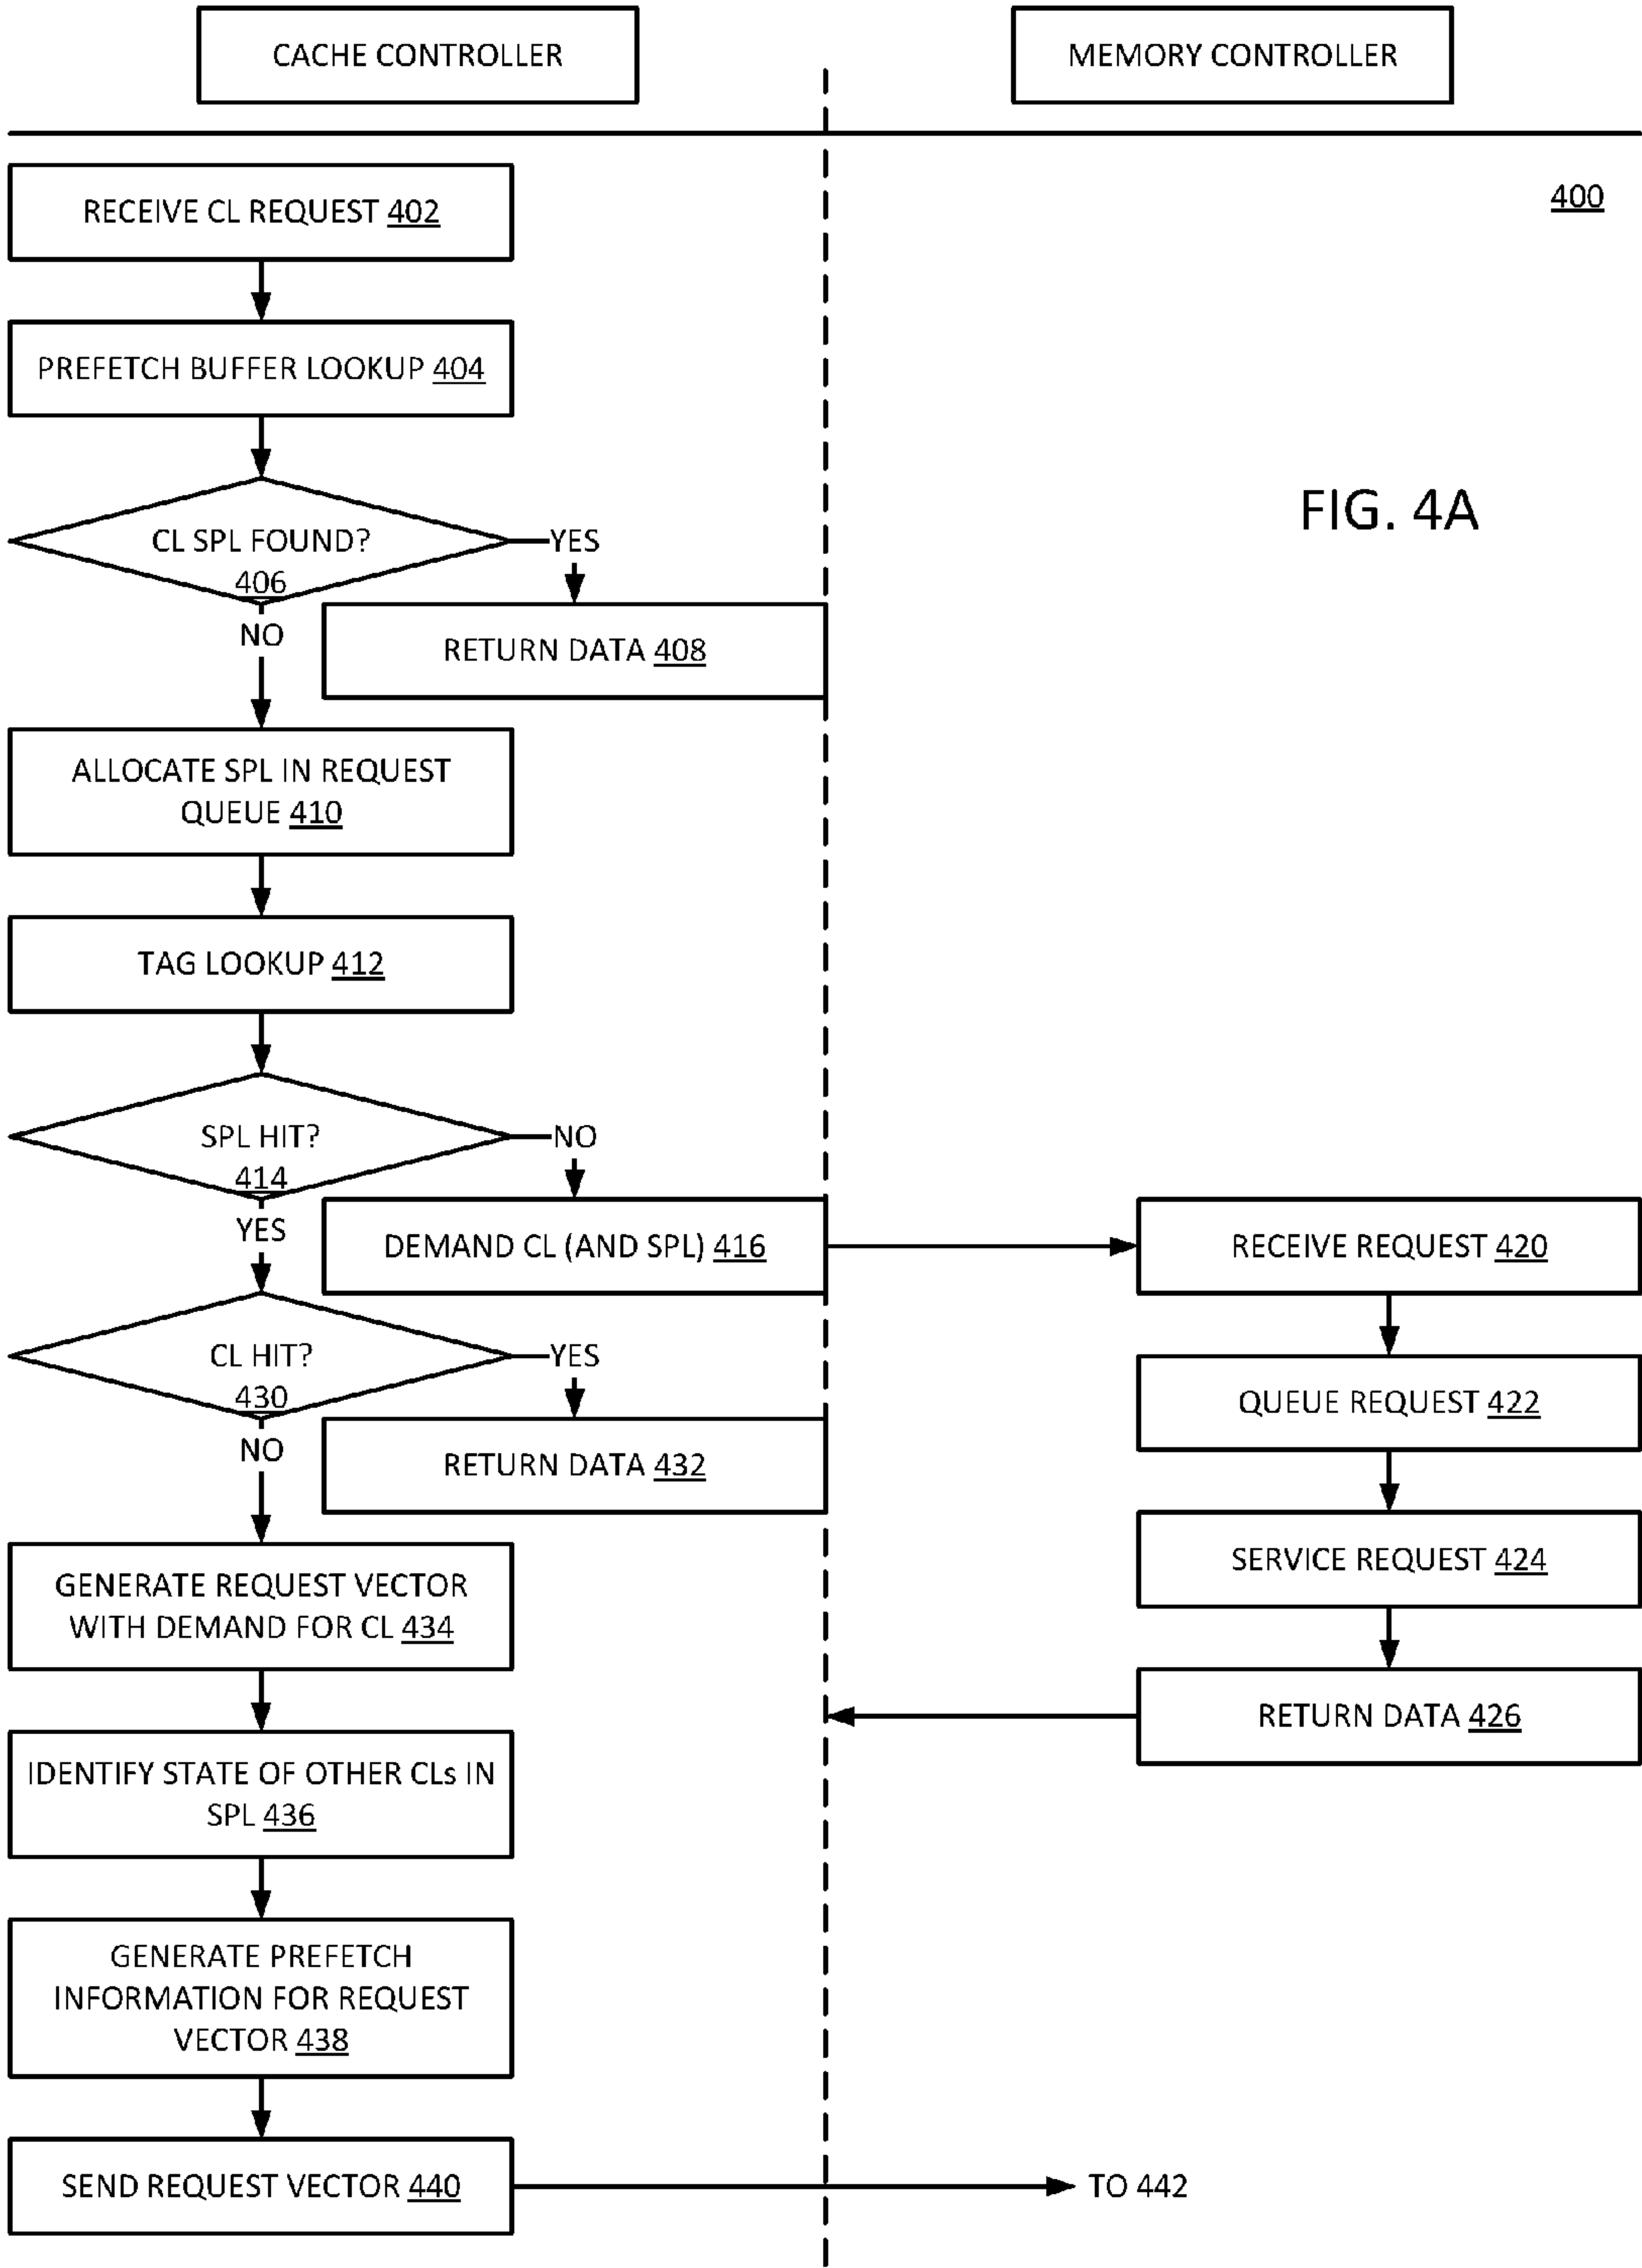 CACHE CONTROLLER
MEMORY CONTROLLER
RECEIVE CL REQUEST 402
400
PREFETCH BUFFER LOOKUP 404
FIG. 4A
CL SPL FOUND?
406
YES
NO
RETURN DATA 408
ALLOCATE SPL IN REQUEST
QUEUE 410
TAG LOOKUP 412
SPL HIT?
414
NO
YES
DEMAND CL (AND SPL) 416
RECEIVE REQUEST 420
CL HIT?
430
YES
NO
RETURN DATA 432
QUEUE REQUEST 422
SERVICE REQUEST 424
GENERATE REQUEST VECTOR
WITH DEMAND FOR CL 434
RETURN DATA 426
IDENTIFY STATE OF OTHER CLs IN
SPL 436
GENERATE PREFETCH
INFORMATION FOR REQUEST
VECTOR 438
SEND REQUEST VECTOR 440
TO 442